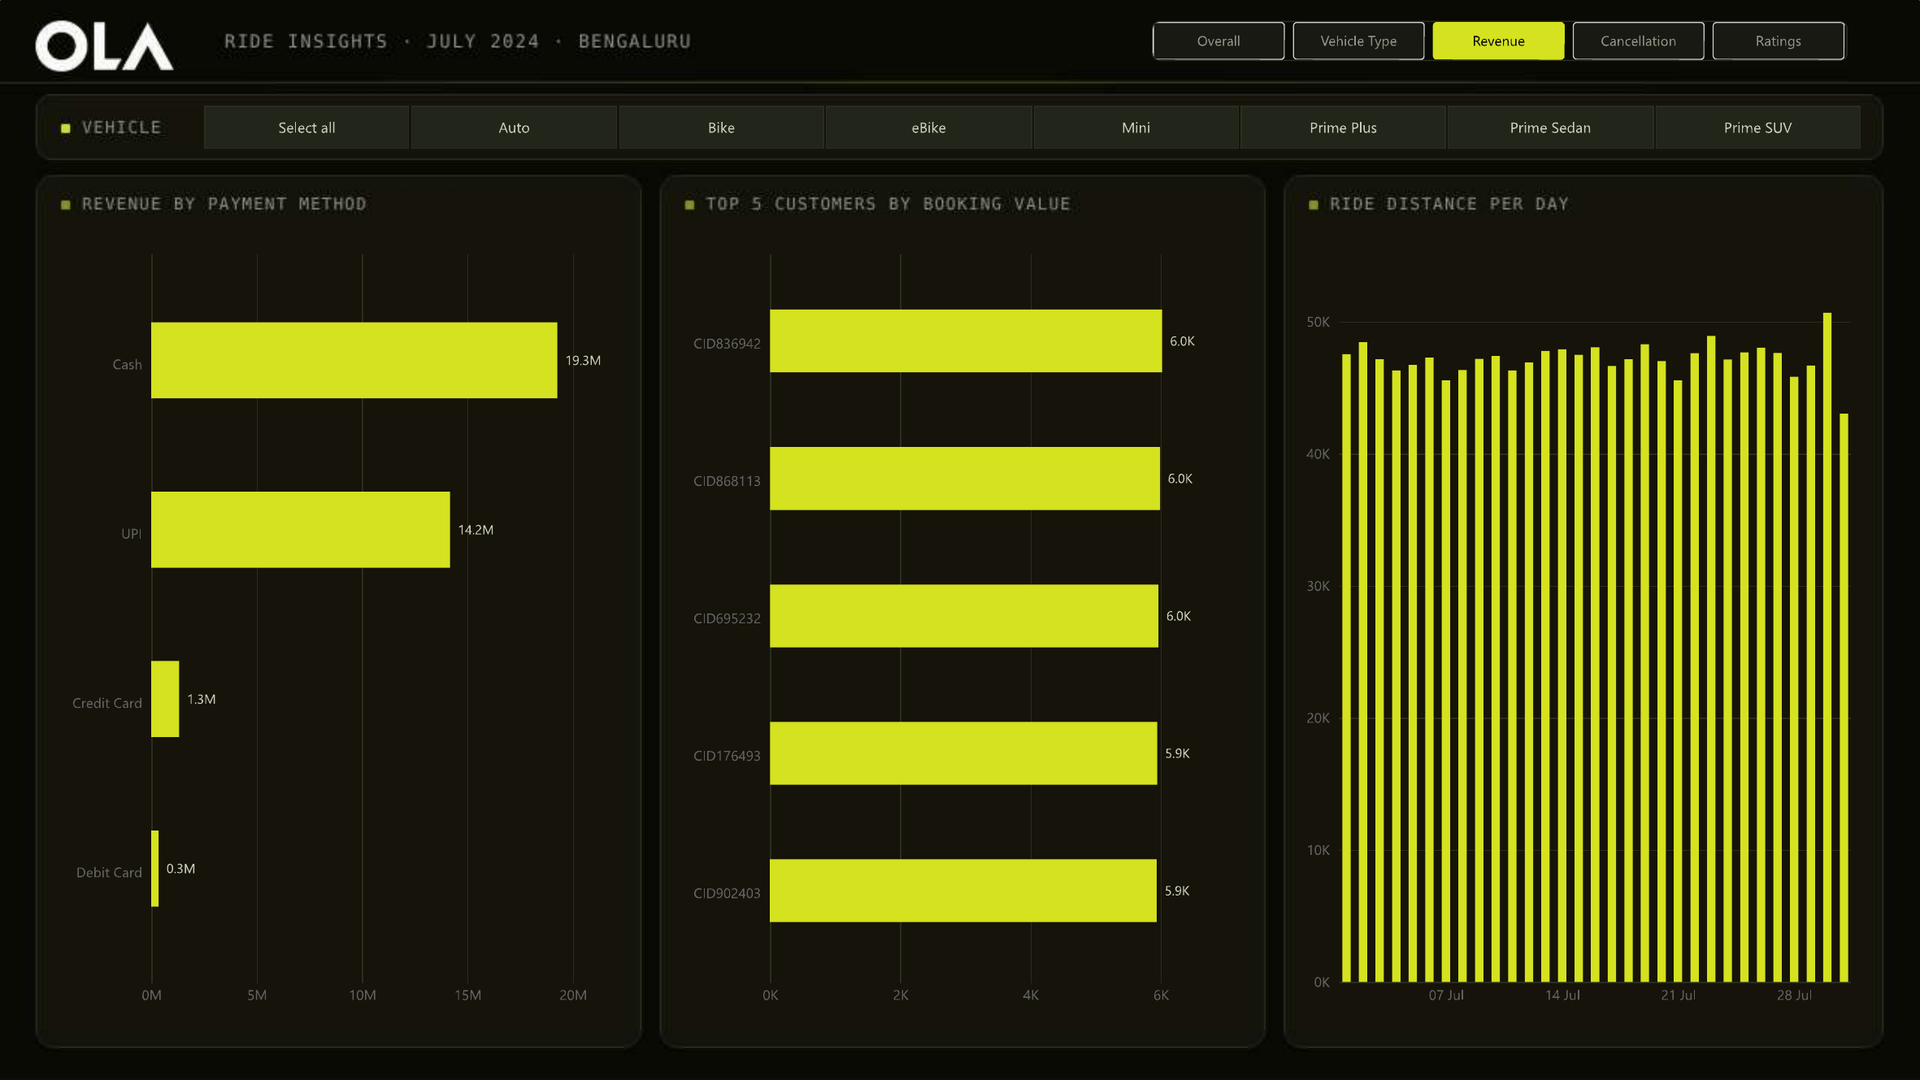 OLA
RIDE INSIGHTS · JULY 2024 · BENGALURU
Overall
Vehicle Type
Revenue
Cancellation
Ratings
VEHICLE
Select all
Auto
Bike
eBike
Mini
Prime Plus
Prime Sedan
Prime SUV
REVENUE BY PAYMENT METHOD
Cash
19.3M
UPI
14.2M
Credit Card
1.3M
Debit Card
0.3M
0M
5M
10M
15M
20M
TOP 5 CUSTOMERS BY BOOKING VALUE
CID836942
6.0K
CID868113
6.0K
CID695232
6.0K
CID176493
5.9K
CID902403
5.9K
0K
2K
4K
6K
RIDE DISTANCE PER DAY
50K
40K
30K
20K
10K
0K
07 Jul
14 Jul
21 Jul
28 Jul